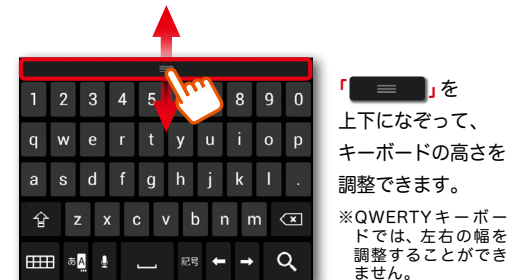 1 2 3 4 5 8 9 0
q w e r t y u i o p
a s d f g h j k l .
z x c v b n m
あA 記号
「 」を
上下になぞって、
キーボードの高さを
調整できます。
※QWERTYキーボー
ドでは、左右の幅を
調整することができ
ません。